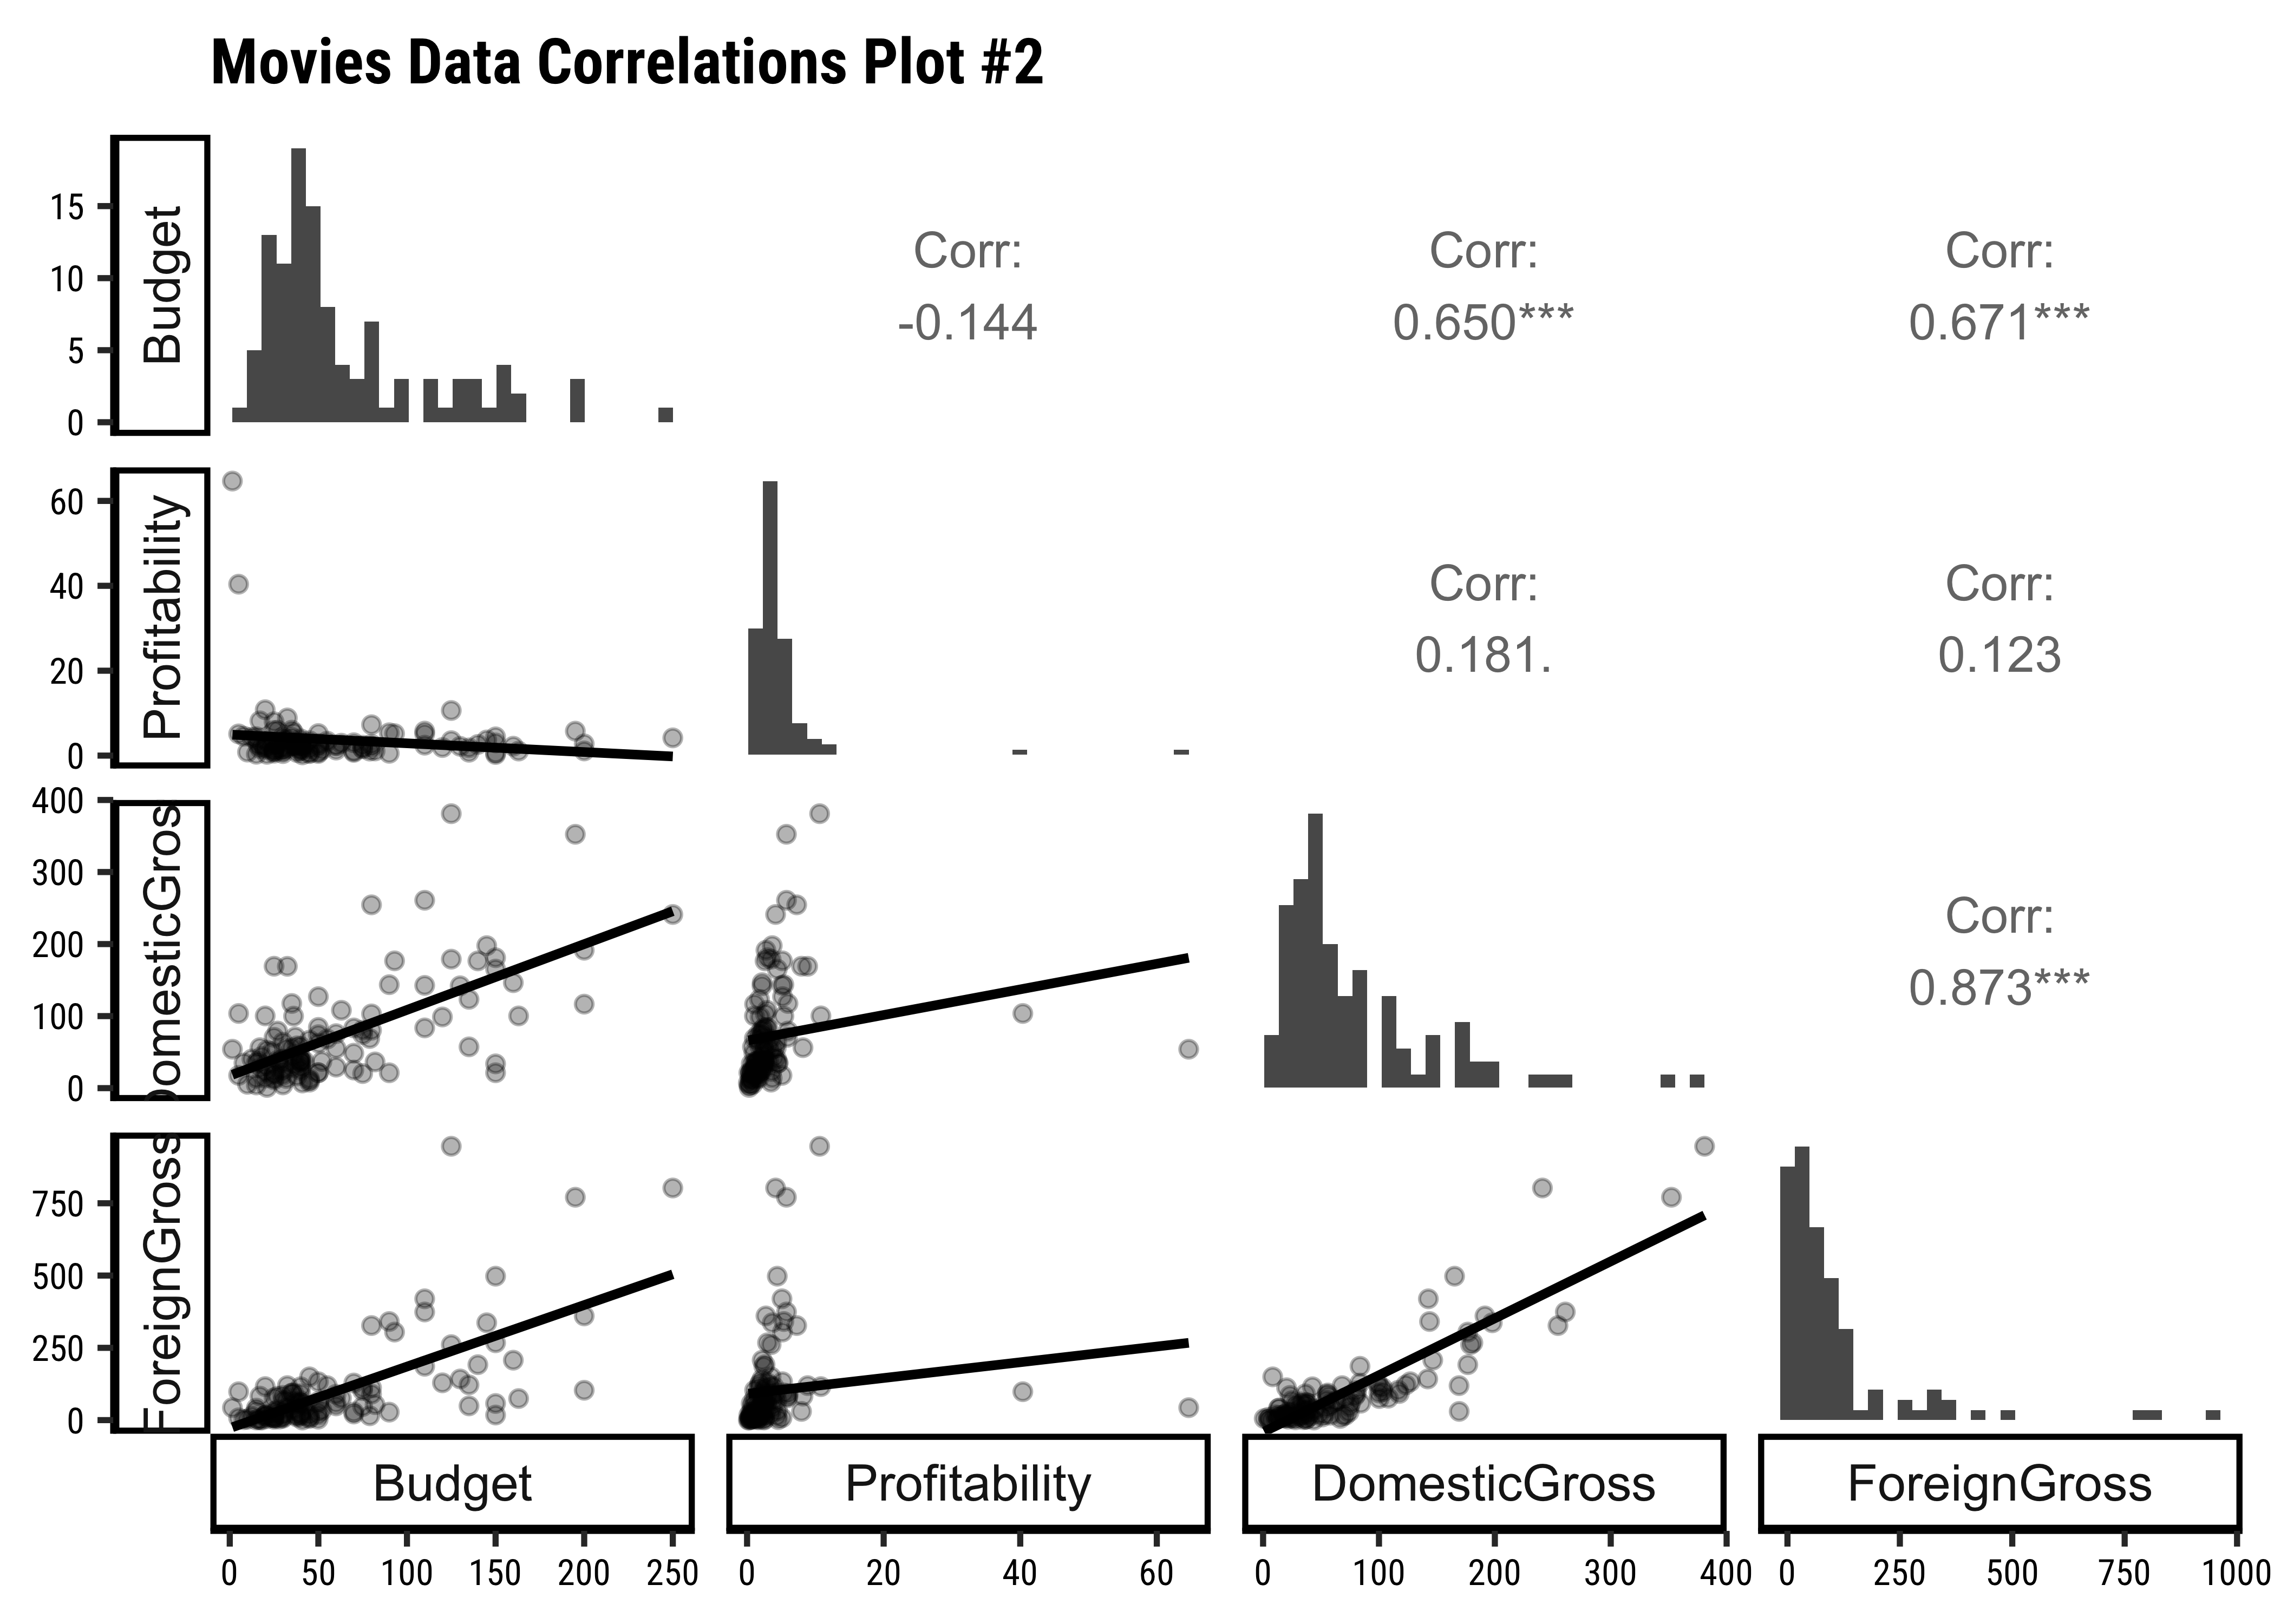 Movies Data Correlations Plot #2
Budget
15
10
5
0
Corr:
-0.144
Corr:
0.650***
Corr:
0.671***
Profitability
60
40
20
0
Corr:
0.181.
Corr:
0.123
DomesticGros
400
300
200
100
0
Corr:
0.873***
ForeignGross
750
500
250
0
Budget
Profitability
DomesticGross
ForeignGross
0 50 100 150 200 250
0 20 40 60
0 100 200 300 400
0 250 500 750 1000